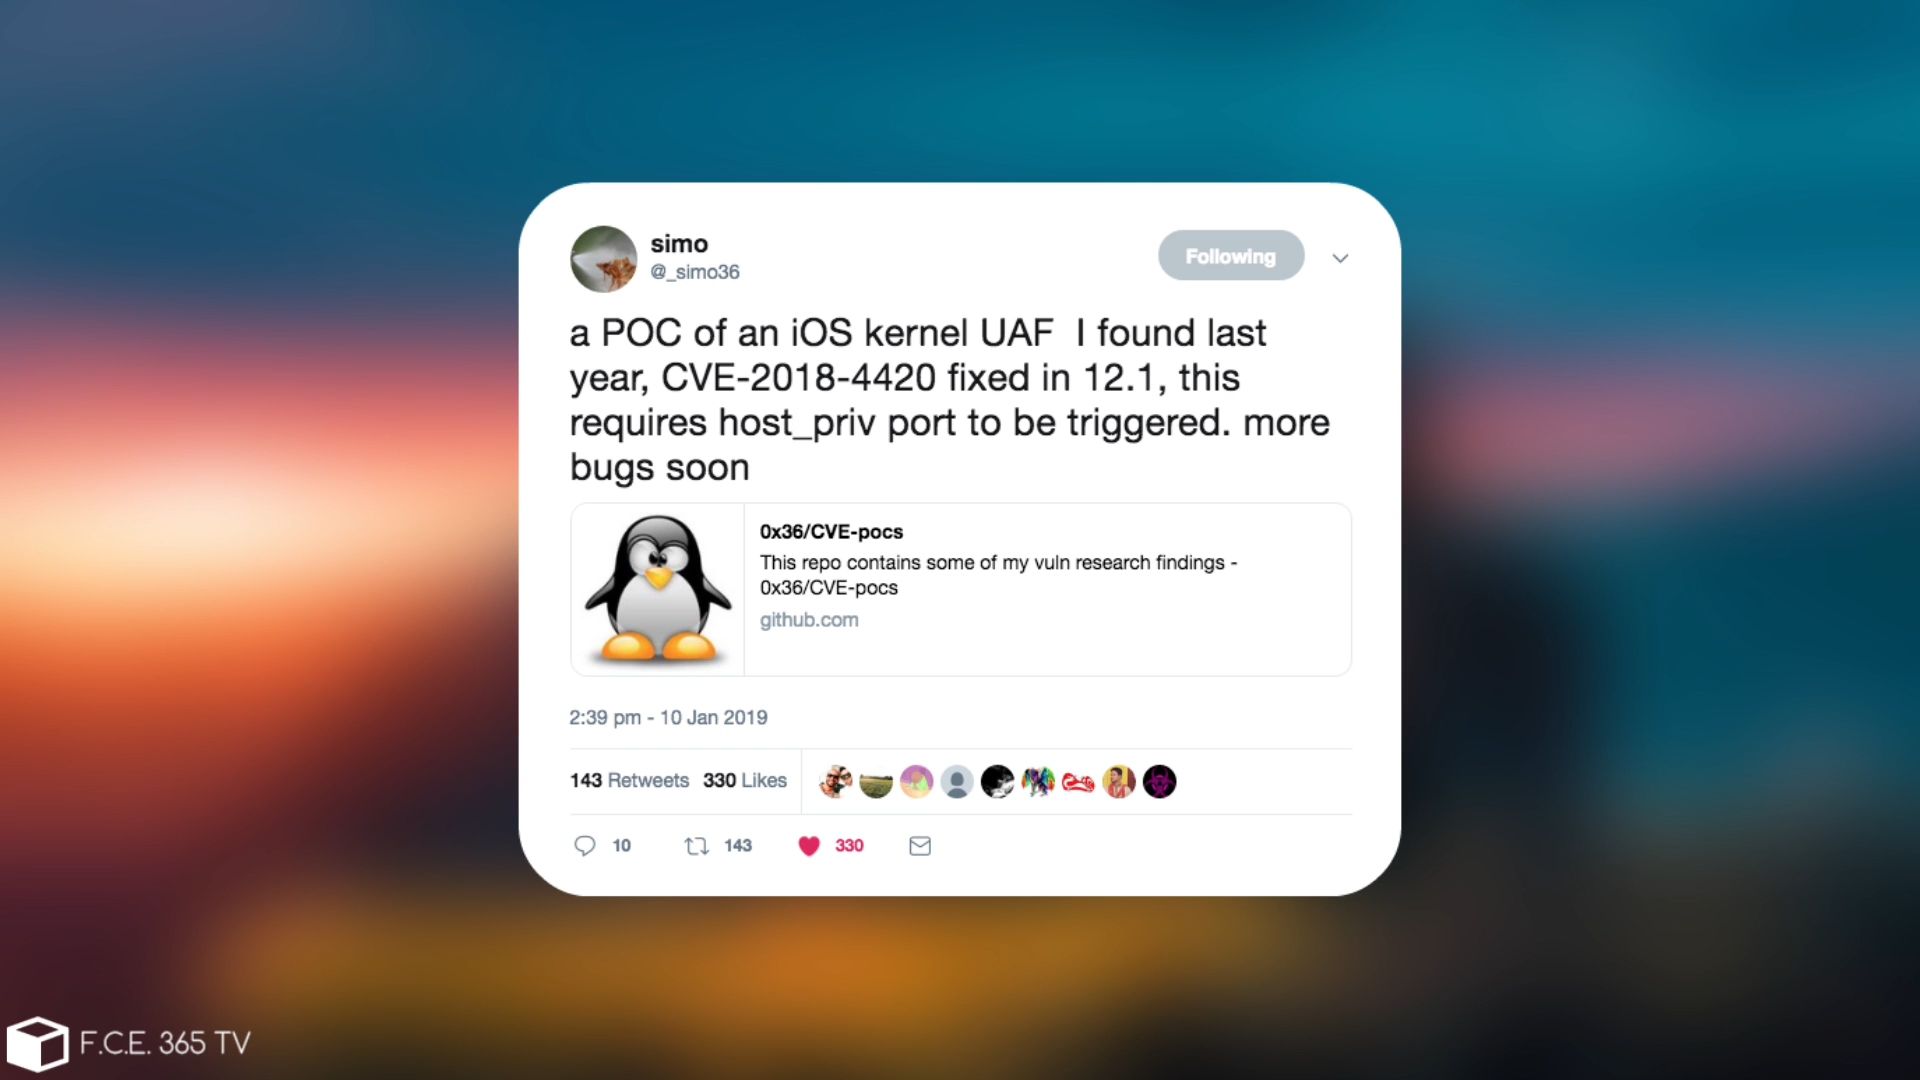 simo
@_simo36
Following
a POC of an iOS kernel UAF  I found last
year, CVE-2018-4420 fixed in 12.1, this
requires host_priv port to be triggered. more
bugs soon
0x36/CVE-pocs
This repo contains some of my vuln research findings -
0x36/CVE-pocs
github.com
2:39 pm - 10 Jan 2019
143 Retweets 330 Likes
10 143 330
F.C.E. 365 TV